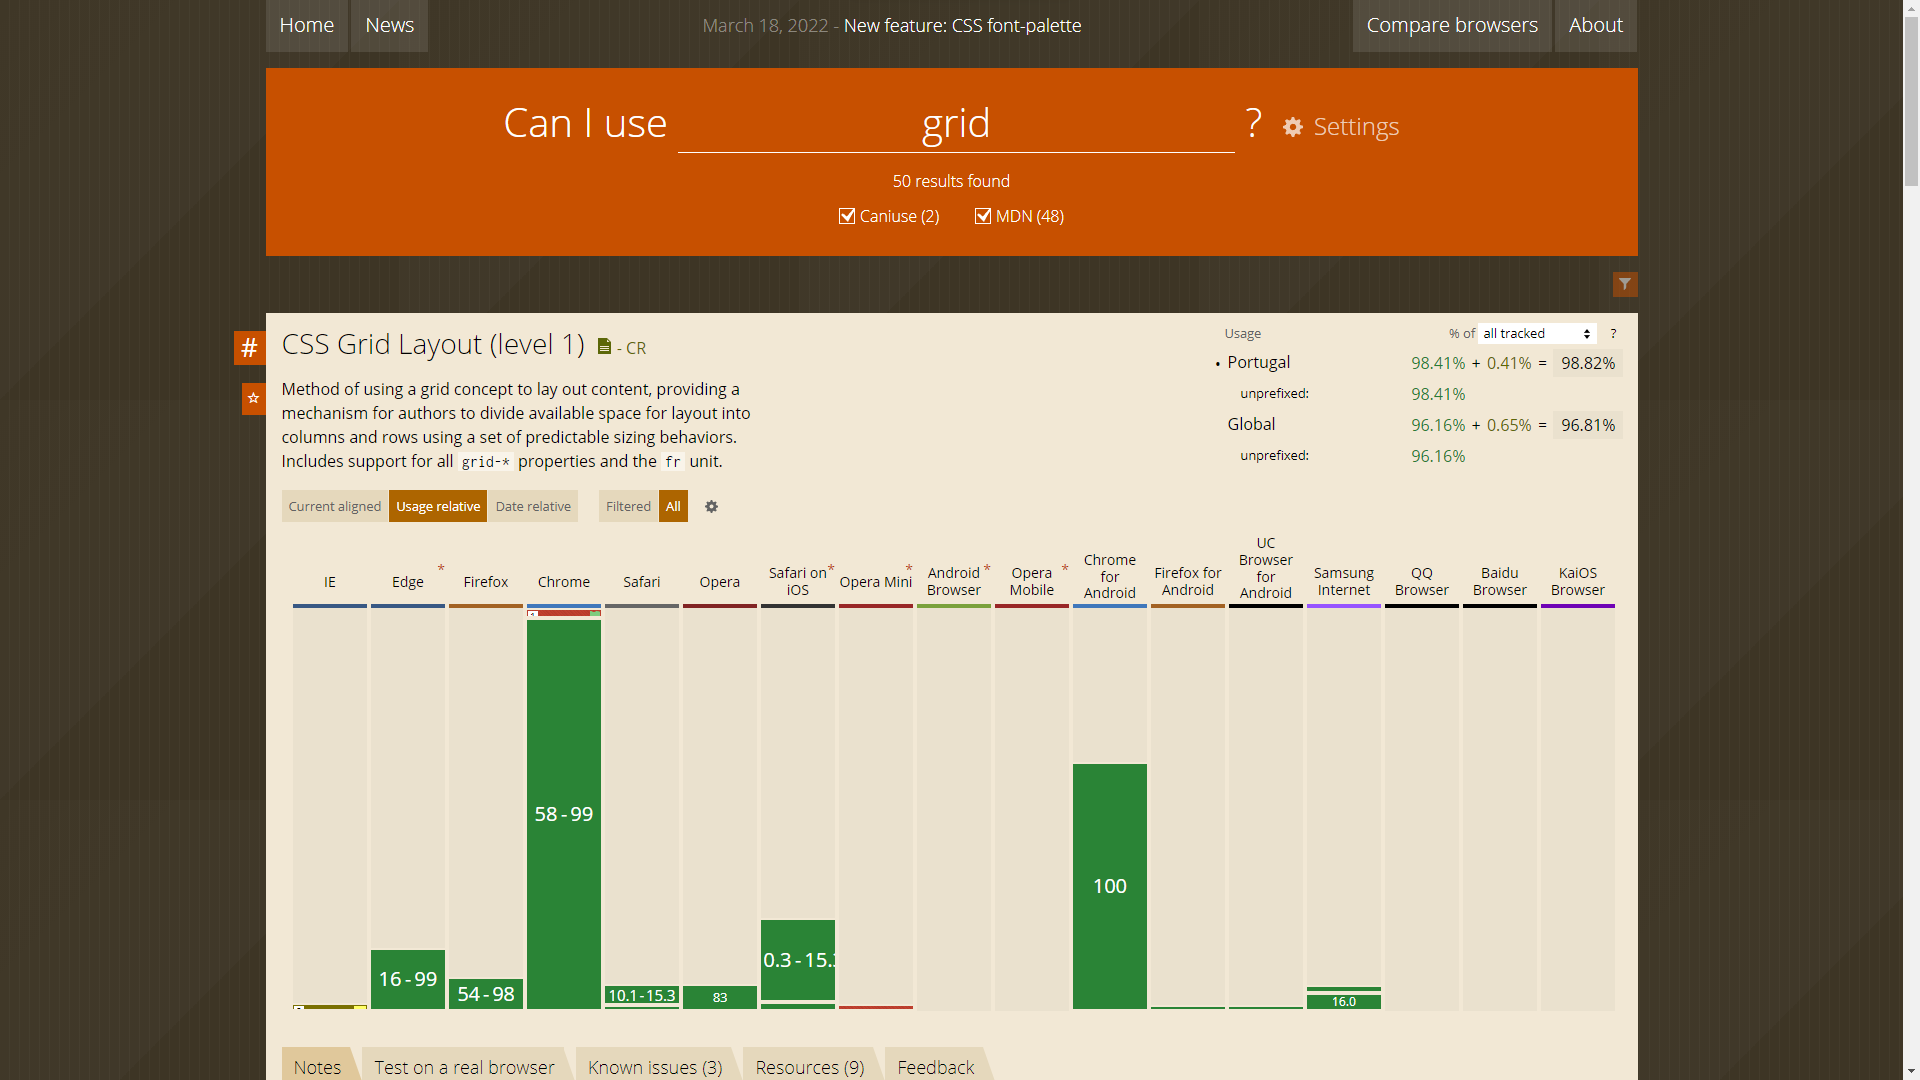 Home
News
March 18, 2022 - New feature: CSS font-palette
Compare browsers
About
Can I use grid ? Settings
50 results found
Caniuse (2)
MDN (48)
# CSS Grid Layout (level 1) - CR
Method of using a grid concept to lay out content, providing a
mechanism for authors to divide available space for layout into
columns and rows using a set of predictable sizing behaviors.
Includes support for all grid-* properties and the fr unit.
Usage % of all tracked ?
• Portugal 98.41% + 0.41% = 98.82%
unprefixed: 98.41%
Global 96.16% + 0.65% = 96.81%
unprefixed: 96.16%
Current aligned
Usage relative
Date relative
Filtered
All
IE
Edge *
Firefox
Chrome
Safari
Opera
Safari on *
iOS
Opera Mini *
Android *
Browser
Opera *
Mobile
Chrome
for
Android
Firefox for
Android
UC
Browser
for
Android
Samsung
Internet
QQ
Browser
Baidu
Browser
KaiOS
Browser
16 - 99
54 - 98
58 - 99
10.1 - 15.3
83
0.3 - 15.
100
16.0
Notes
Test on a real browser
Known issues (3)
Resources (9)
Feedback